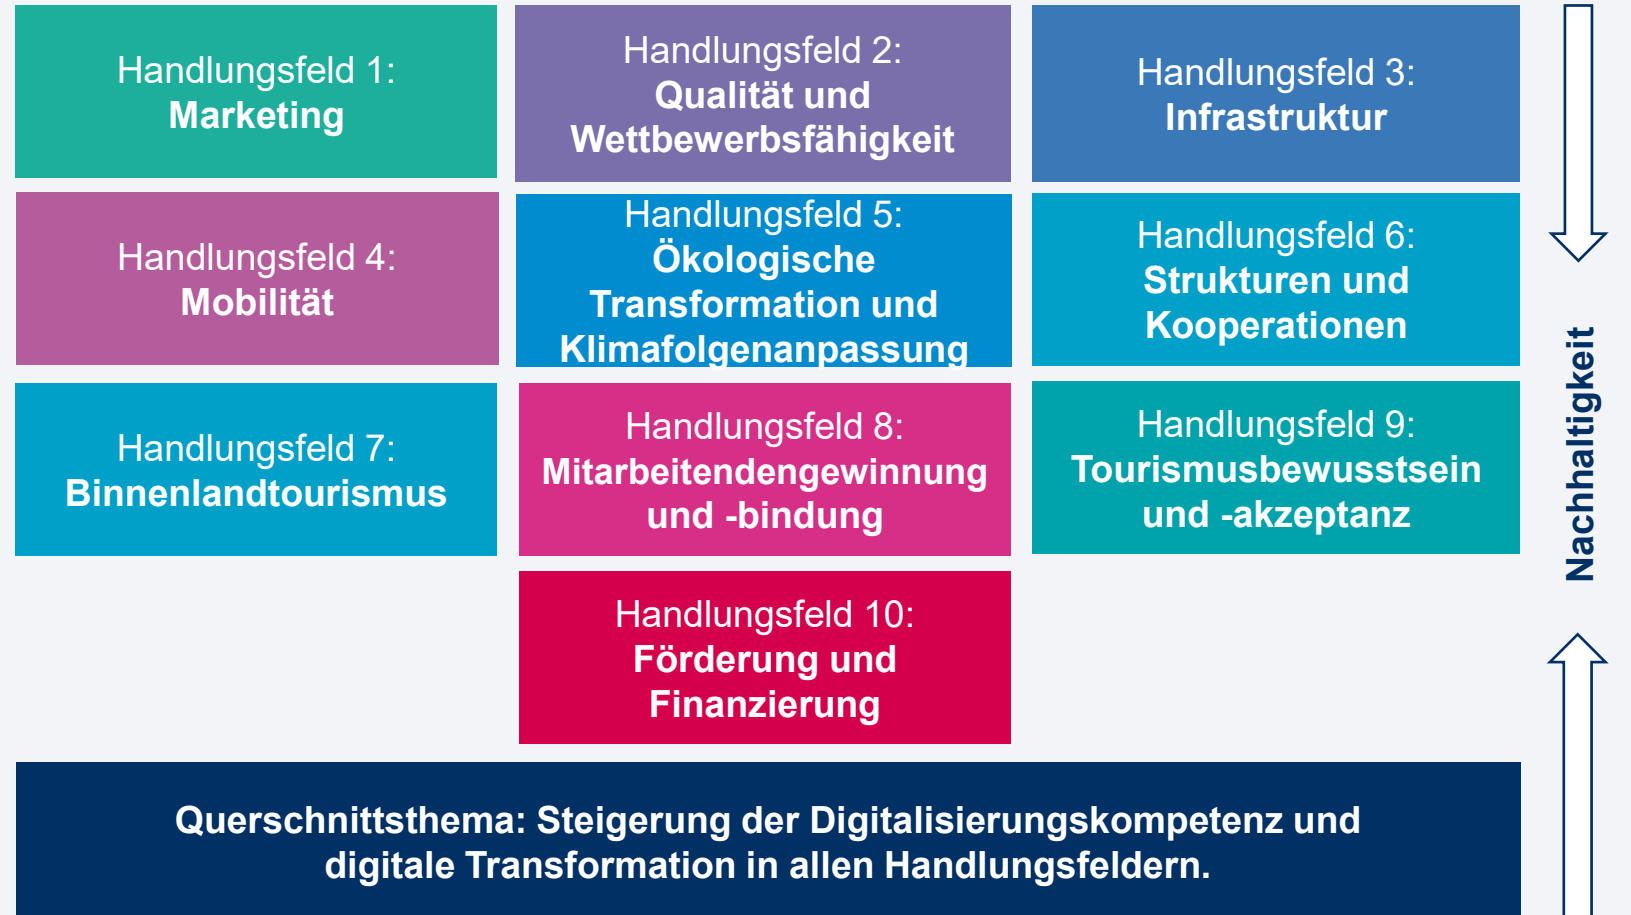 Handlungsfeld 1:
Marketing
Handlungsfeld 2:
Qualität und
Wettbewerbsfähigkeit
Handlungsfeld 3:
Infrastruktur
Handlungsfeld 4:
Mobilität
Handlungsfeld 5:
Ökologische
Transformation und
Klimafolgenanpassung
Handlungsfeld 6:
Strukturen und
Kooperationen
Handlungsfeld 7:
Binnenlandtourismus
Handlungsfeld 8:
Mitarbeitendengewinnung
und -bindung
Handlungsfeld 9:
Tourismusbewusstsein
und -akzeptanz
Handlungsfeld 10:
Förderung und
Finanzierung
Nachhaltigkeit
Querschnittsthema: Steigerung der Digitalisierungskompetenz und
digitale Transformation in allen Handlungsfeldern.